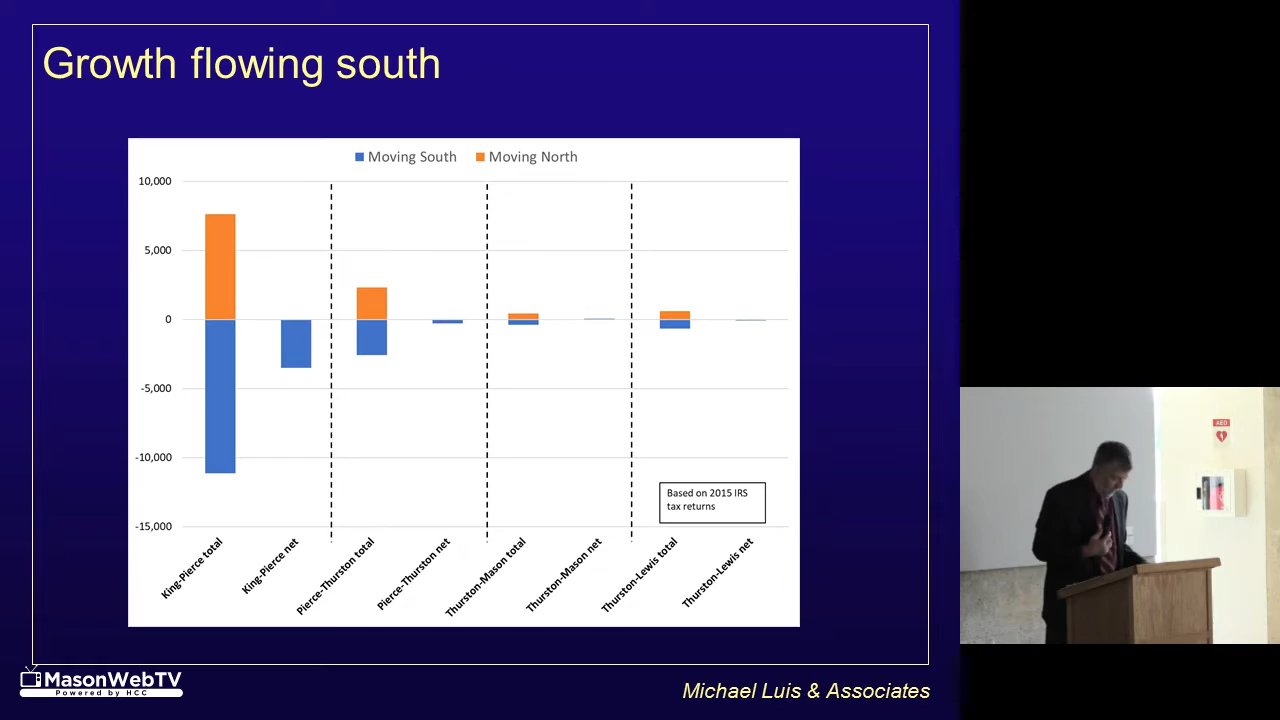 Growth flowing south
Moving South Moving North
10,000
5,000
0
-5,000
-10,000
-15,000
Based on 2015 IRS
tax returns
King-Pierce total
King-Pierce net
Pierce-Thurston total
Pierce-Thurston net
Thurston-Mason total
Thurston-Mason net
Thurston-Lewis total
Thurston-Lewis net
AED
MasonWebTV
Powered by HCC
Michael Luis & Associates